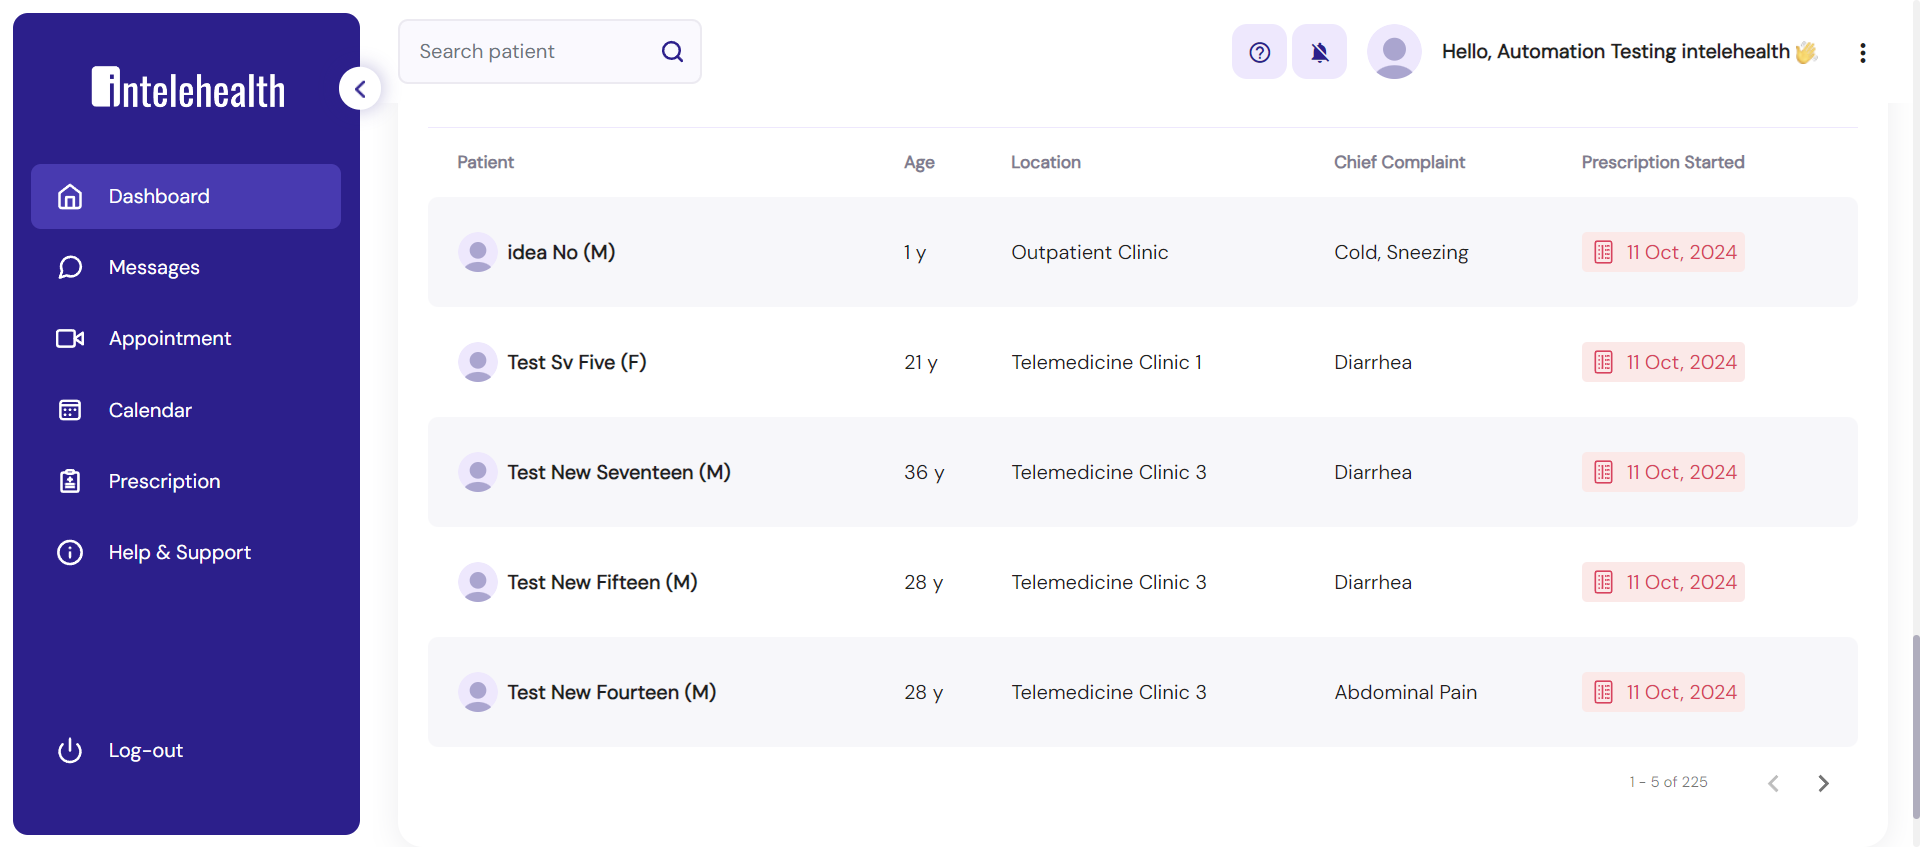 intelehealth
Search patient
Hello, Automation Testing intelehealth 👋
Dashboard
Messages
Appointment
Calendar
Prescription
Help & Support
Log-out
Patient Age Location Chief Complaint Prescription Started
idea No (M) 1 y Outpatient Clinic Cold, Sneezing 11 Oct, 2024
Test Sv Five (F) 21 y Telemedicine Clinic 1 Diarrhea 11 Oct, 2024
Test New Seventeen (M) 36 y Telemedicine Clinic 3 Diarrhea 11 Oct, 2024
Test New Fifteen (M) 28 y Telemedicine Clinic 3 Diarrhea 11 Oct, 2024
Test New Fourteen (M) 28 y Telemedicine Clinic 3 Abdominal Pain 11 Oct, 2024
1 - 5 of 225